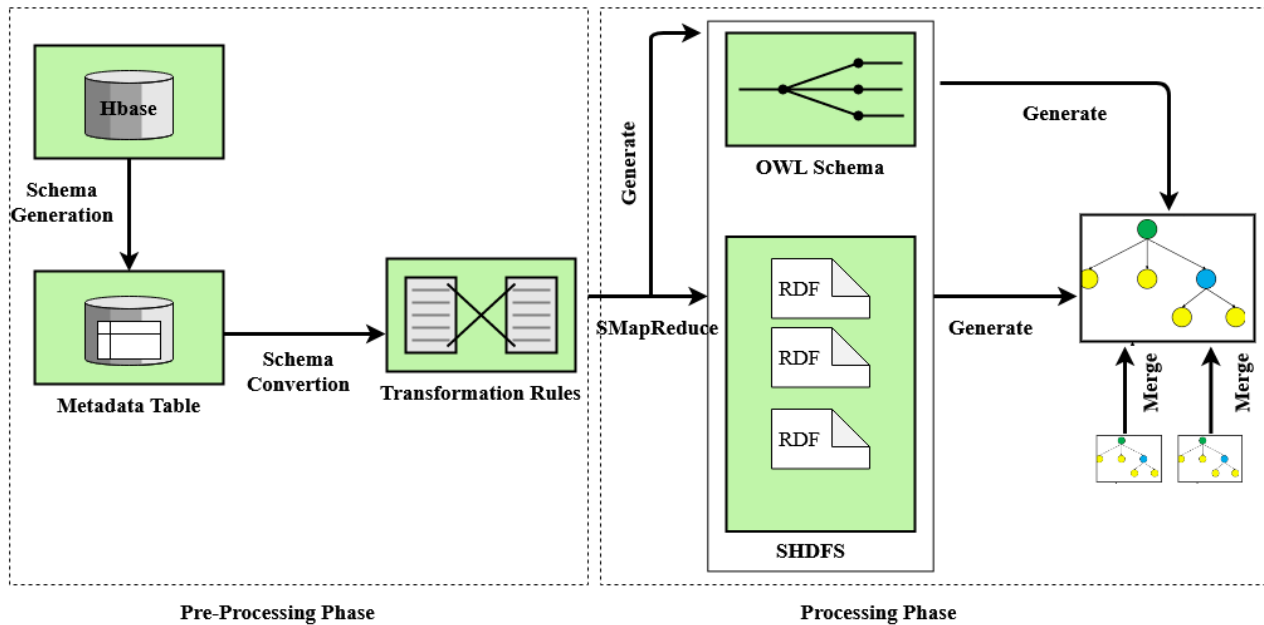 Hbase
Schema
Generation
Metadata Table
Schema
Convertion
Transformation Rules
Generate
SMapReduce
OWL Schema
RDF
RDF
RDF
SHDFS
Generate
Generate
Merge
Merge
Pre-Processing Phase
Processing Phase